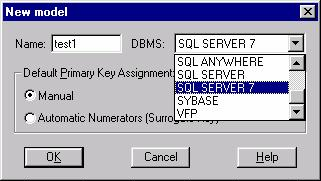 New model
Name: test1 DBMS: SQL SERVER 7
SQL ANYWHERE
SQL SERVER
SQL SERVER 7
SYBASE
VFP
Default Primary Key Assignment
Manual
Automatic Numerators (Surrogate Key)
OK Cancel Help